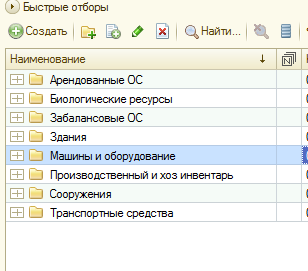 Быстрые отборы
Создать Найти...
Наименование
Арендованные ОС
Биологические ресурсы
Забалансовые ОС
Здания
Машины и оборудование
Производственный и хоз инвентарь
Сооружения
Транспортные средства